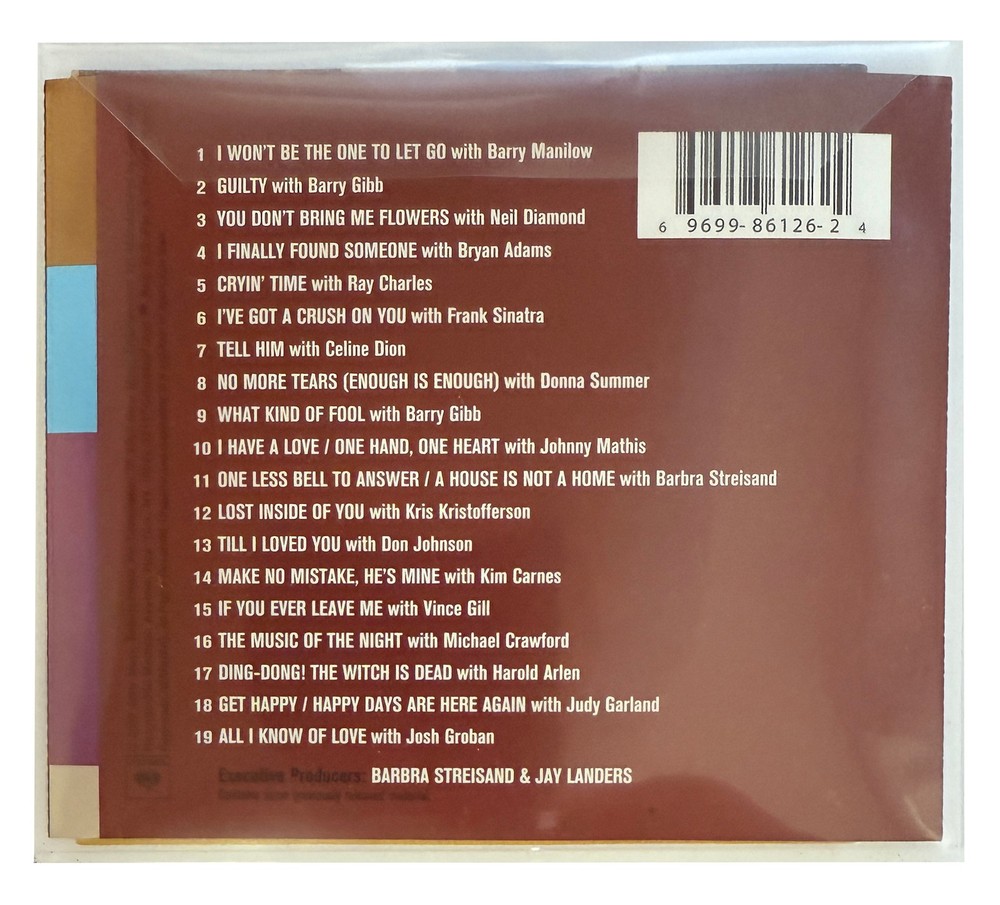 1 I WON'T BE THE ONE TO LET GO with Barry Manilow
2 GUILTY with Barry Gibb
3 YOU DON'T BRING ME FLOWERS with Neil Diamond
4 I FINALLY FOUND SOMEONE with Bryan Adams
5 CRYIN' TIME with Ray Charles
6 I'VE GOT A CRUSH ON YOU with Frank Sinatra
7 TELL HIM with Celine Dion
8 NO MORE TEARS (ENOUGH IS ENOUGH) with Donna Summer
9 WHAT KIND OF FOOL with Barry Gibb
10 I HAVE A LOVE / ONE HAND, ONE HEART with Johnny Mathis
11 ONE LESS BELL TO ANSWER / A HOUSE IS NOT A HOME with Barbra Streisand
12 LOST INSIDE OF YOU with Kris Kristofferson
13 TILL I LOVED YOU with Don Johnson
14 MAKE NO MISTAKE, HE'S MINE with Kim Carnes
15 IF YOU EVER LEAVE ME with Vince Gill
16 THE MUSIC OF THE NIGHT with Michael Crawford
17 DING-DONG! THE WITCH IS DEAD with Harold Arlen
18 GET HAPPY / HAPPY DAYS ARE HERE AGAIN with Judy Garland
19 ALL I KNOW OF LOVE with Josh Groban
Executive Producers: BARBRA STREISAND & JAY LANDERS
6 9699-86126-2 4